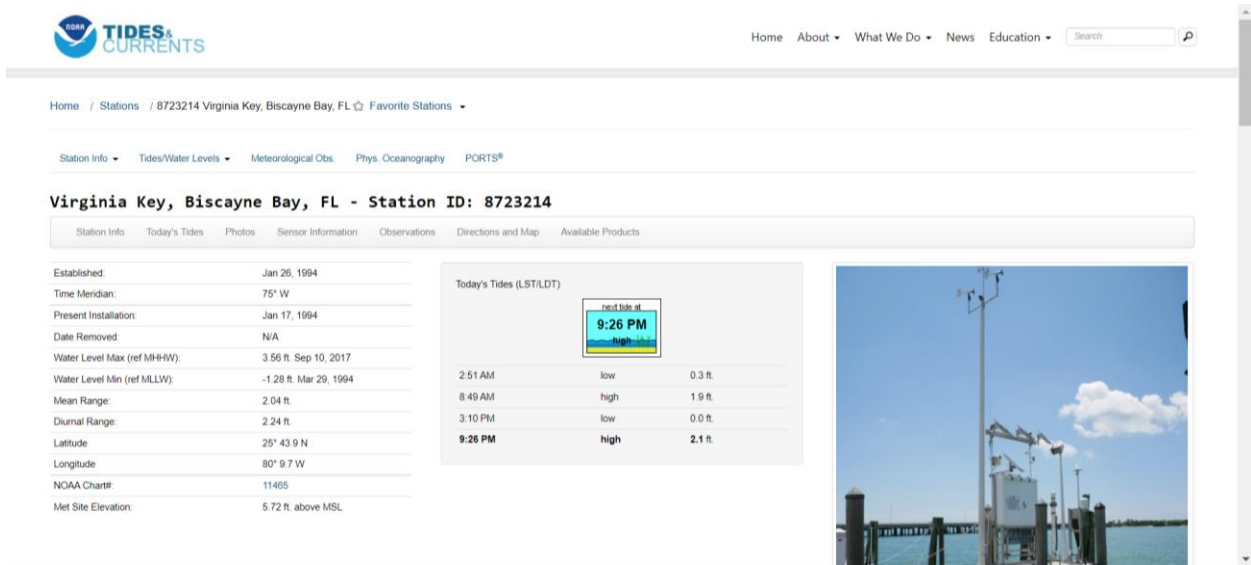 NOAA
TIDES&
CURRENTS
Home About What We Do News Education Search
Home / Stations / 8723214 Virginia Key, Biscayne Bay, FL Favorite Stations
Station Info Tides/Water Levels Meteorological Obs. Phys. Oceanography PORTS®
Virginia Key, Biscayne Bay, FL - Station ID: 8723214
Station Info Today's Tides Photos Sensor Information Observations Directions and Map Available Products
Established: Jan 26, 1994
Time Meridian: 75° W
Present Installation: Jan 17, 1994
Date Removed: N/A
Water Level Max (ref MHHW): 3.56 ft. Sep 10, 2017
Water Level Min (ref MLLW): -1.28 ft. Mar 29, 1994
Mean Range: 2.04 ft.
Diurnal Range: 2.24 ft.
Latitude 25° 43.9 N
Longitude 80° 9.7 W
NOAA Chart#: 11465
Met Site Elevation: 5.72 ft. above MSL
Today's Tides (LST/LDT)
next tide at
9:26 PM
high
2:51 AM low 0.3 ft.
8:49 AM high 1.9 ft.
3:10 PM low 0.0 ft.
9:26 PM high 2.1 ft.